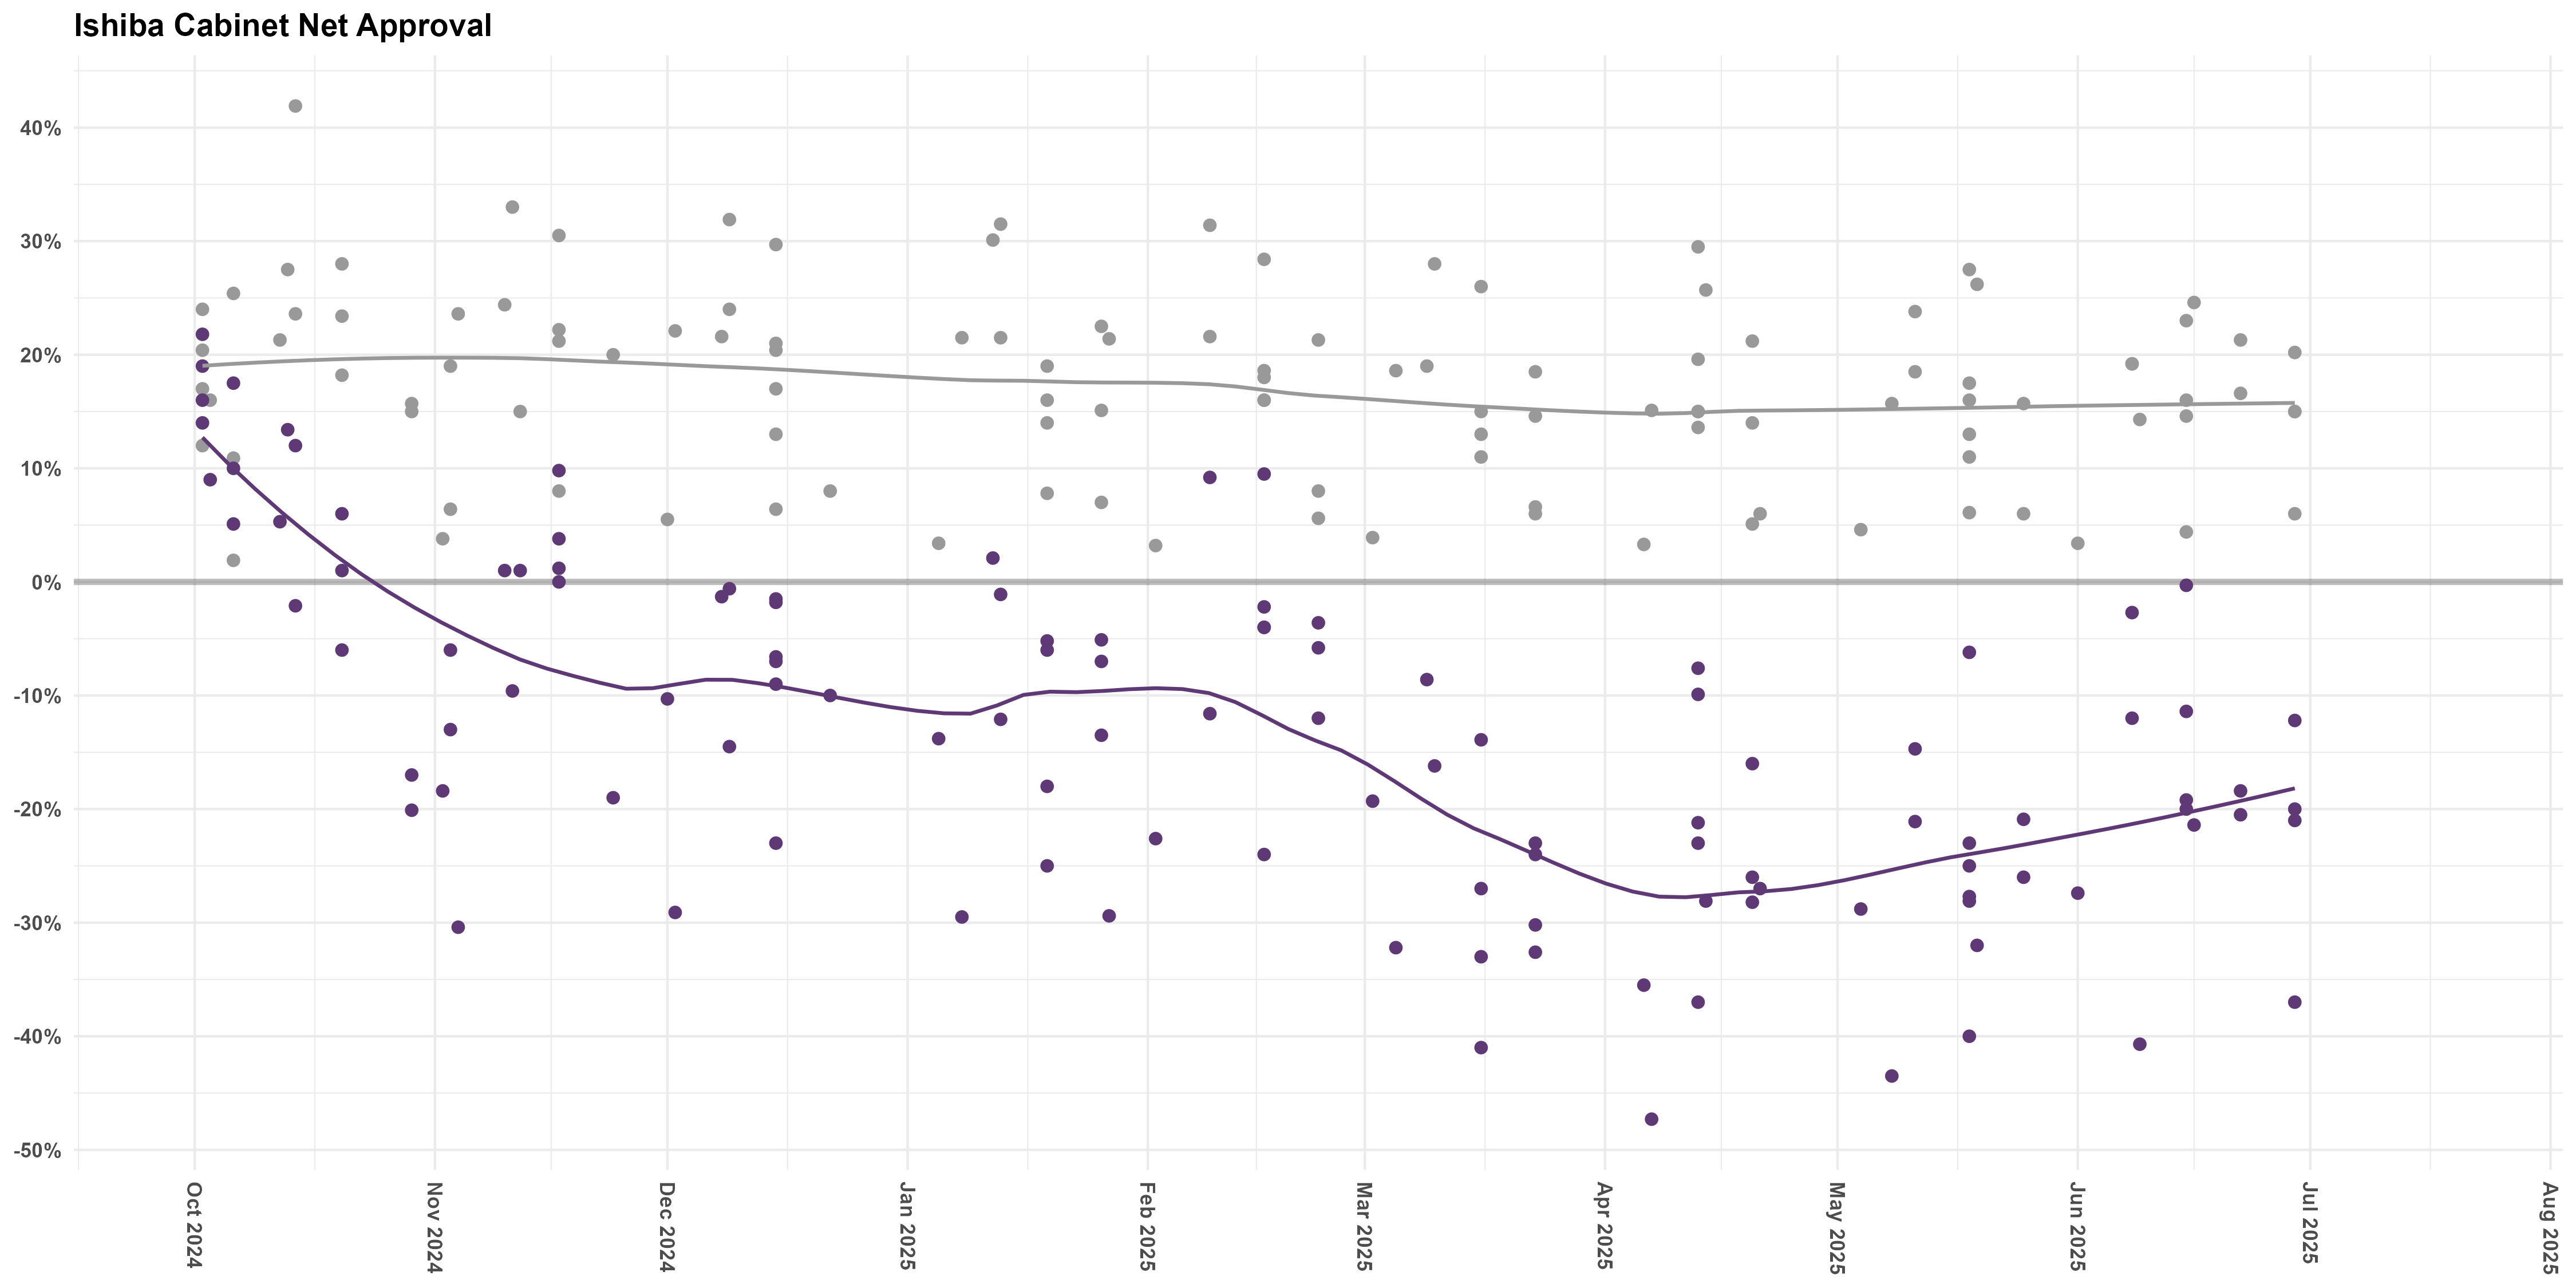 Ishiba Cabinet Net Approval
40%
30%
20%
10%
0%
-10%
-20%
-30%
-40%
-50%
Oct 2024
Nov 2024
Dec 2024
Jan 2025
Feb 2025
Mar 2025
Apr 2025
May 2025
Jun 2025
Jul 2025
Aug 2025